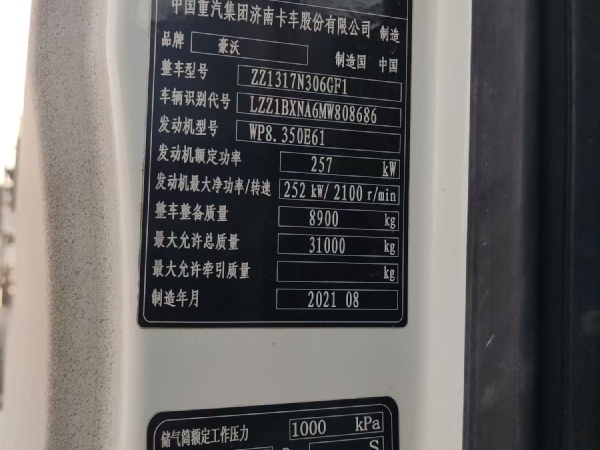 中国重汽集团济南卡车股份有限公司 制造
品牌 豪沃 制造国 中国
整车型号 ZZ1317N306GF1
车辆识别代号 LZZ1BXNA6MW808686
发动机型号 WP8.350E61
发动机额定功率 257 kW
发动机最大净功率/转速 252 kW/ 2100 r/min
整车整备质量 8900 kg
最大允许总质量 31000 kg
最大允许牵引质量 kg
制造年月 2021 08
储气筒额定工作压力 1000 kPa
S